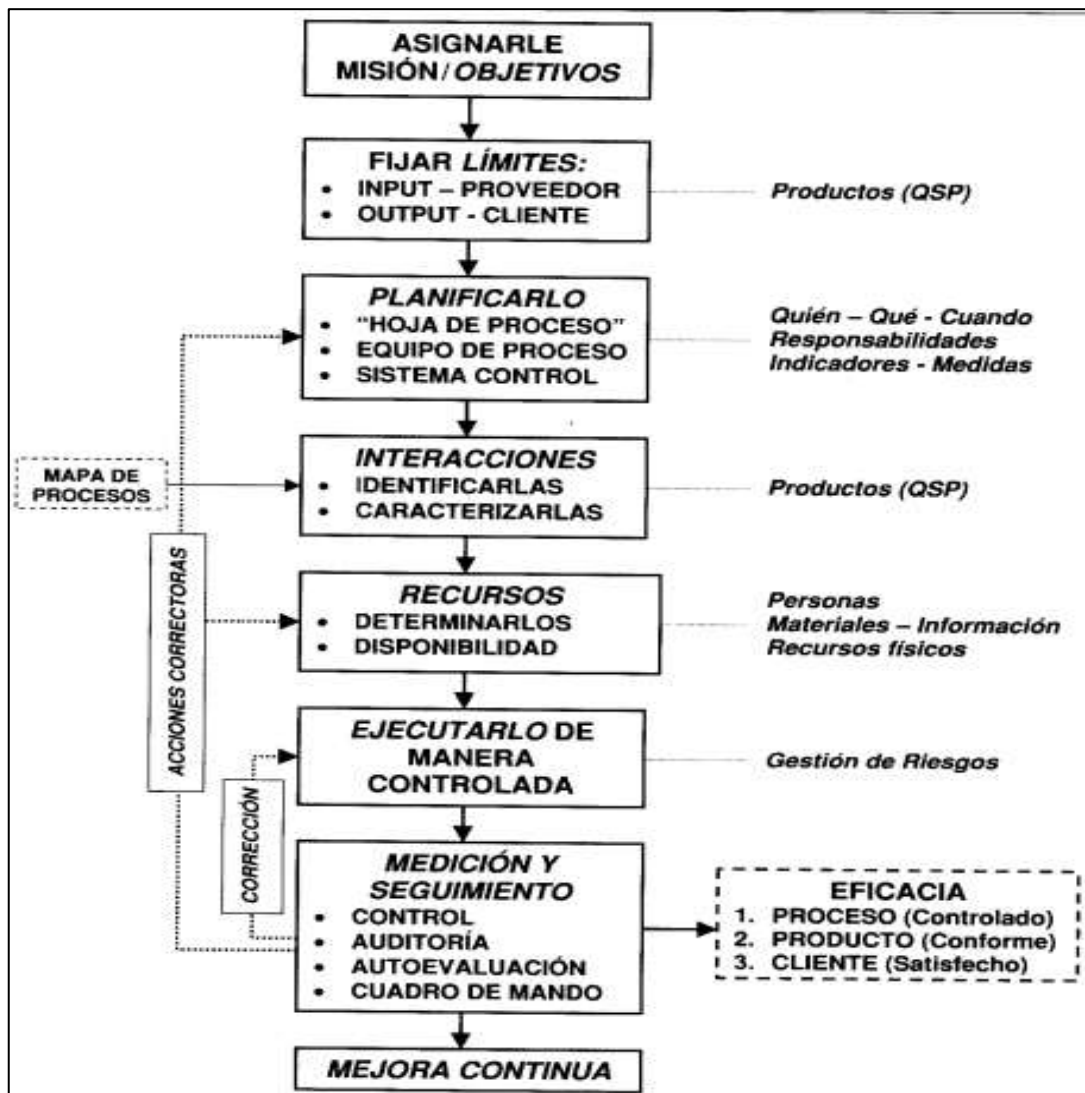 ASIGNARLE
MISIÓN/OBJETIVOS
FIJAR LÍMITES:
• INPUT – PROVEEDOR
• OUTPUT - CLIENTE
Productos (QSP)
PLANIFICARLO
• "HOJA DE PROCESO"
• EQUIPO DE PROCESO
• SISTEMA CONTROL
Quién – Qué - Cuando
Responsabilidades
Indicadores - Medidas
MAPA DE
PROCESOS
INTERACCIONES
• IDENTIFICARLAS
• CARACTERIZARLAS
Productos (QSP)
ACCIONES CORRECTORAS
RECURSOS
• DETERMINARLOS
• DISPONIBILIDAD
Personas
Materiales – Información
Recursos físicos
EJECUTARLO DE
MANERA
CONTROLADA
Gestión de Riesgos
CORRECCIÓN
MEDICIÓN Y
SEGUIMIENTO
• CONTROL
• AUDITORÍA
• AUTOEVALUACIÓN
• CUADRO DE MANDO
EFICACIA
1. PROCESO (Controlado)
2. PRODUCTO (Conforme)
3. CLIENTE (Satisfecho)
MEJORA CONTINUA